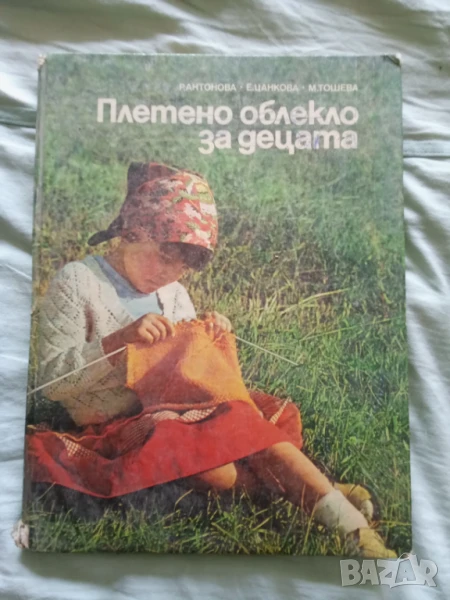 Р.АНТОНОВА · Е.ЦАНКОВА · М.ТОШЕВА
Плетено облекло
за децата
BAZAR